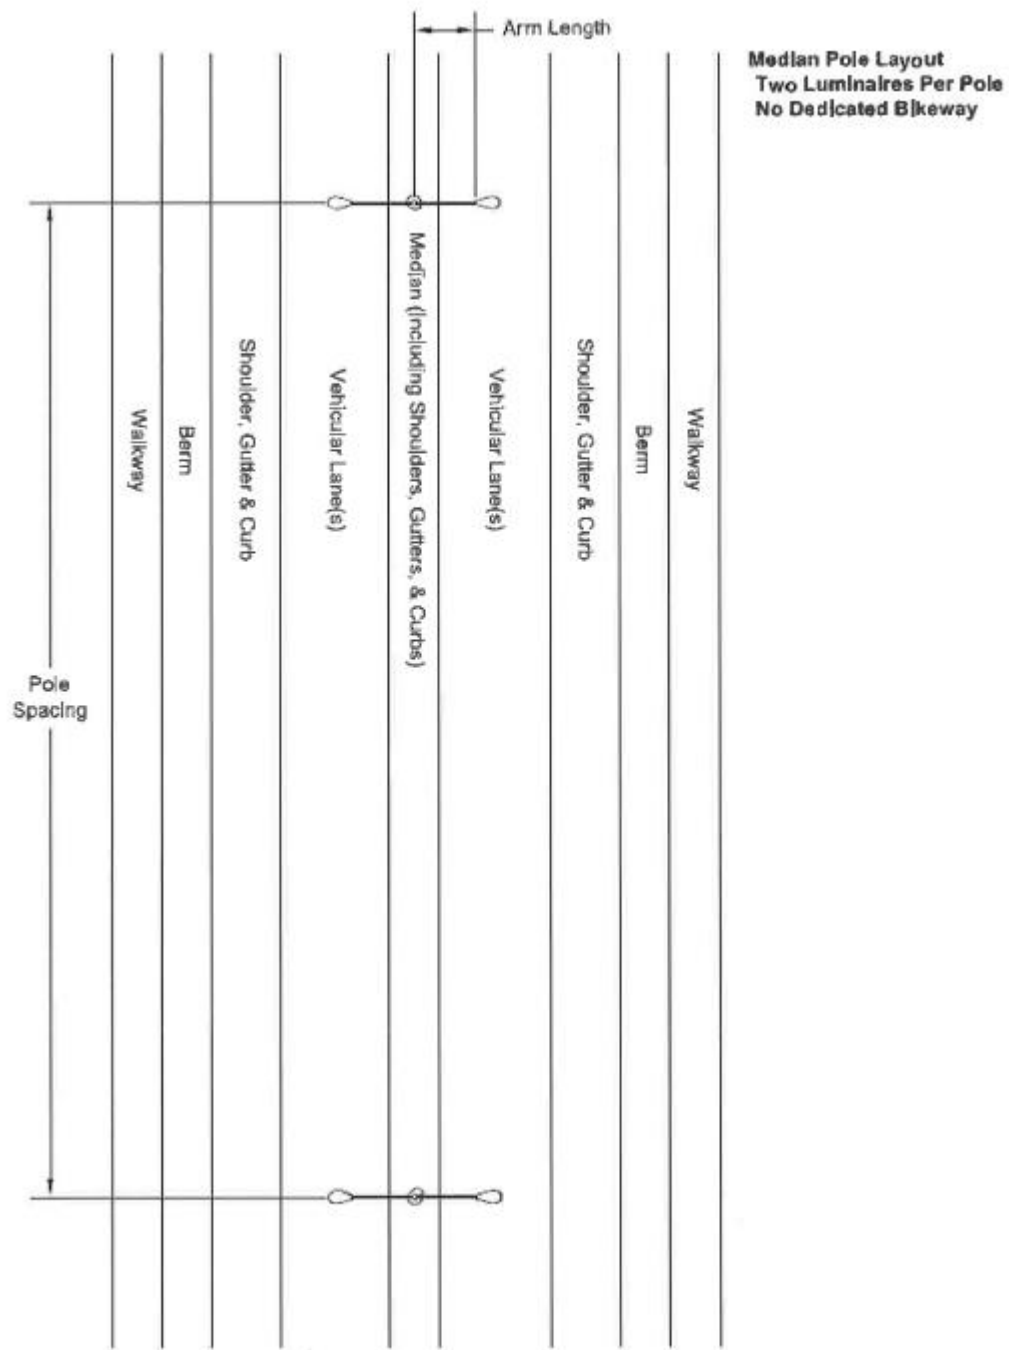 Arm Length
Median Pole Layout
Two Luminaires Per Pole
No Dedicated Bikeway
Walkway
Berm
Shoulder, Gutter & Curb
Vehicular Lane(s)
Median (Including Shoulders, Gutters, & Curbs)
Vehicular Lane(s)
Shoulder, Gutter & Curb
Berm
Walkway
Pole
Spacing